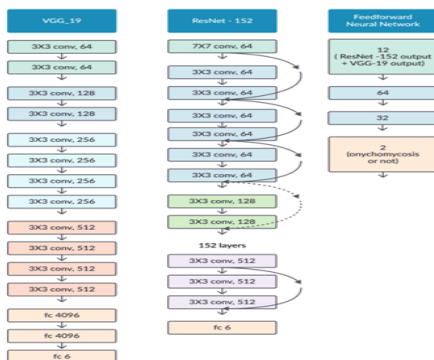 VGG_19
3X3 conv, 64
3X3 conv, 64
3X3 conv, 128
3X3 conv, 128
3X3 conv, 256
3X3 conv, 256
3X3 conv, 256
3X3 conv, 256
3X3 conv, 512
3X3 conv, 512
3X3 conv, 512
3X3 conv, 512
fc 4096
fc 4096
fc 6
ResNet - 152
7X7 conv, 64
3X3 conv, 64
3X3 conv, 64
3X3 conv, 64
3X3 conv, 64
3X3 conv, 64
3X3 conv, 64
3X3 conv, 128
3X3 conv, 128
152 layers
3X3 conv, 512
3X3 conv, 512
3X3 conv, 512
fc 6
Feedforward
Neural Network
12
( ResNet -152 output
+ VGG-19 output)
64
32
2
(onychomycosis
or not)